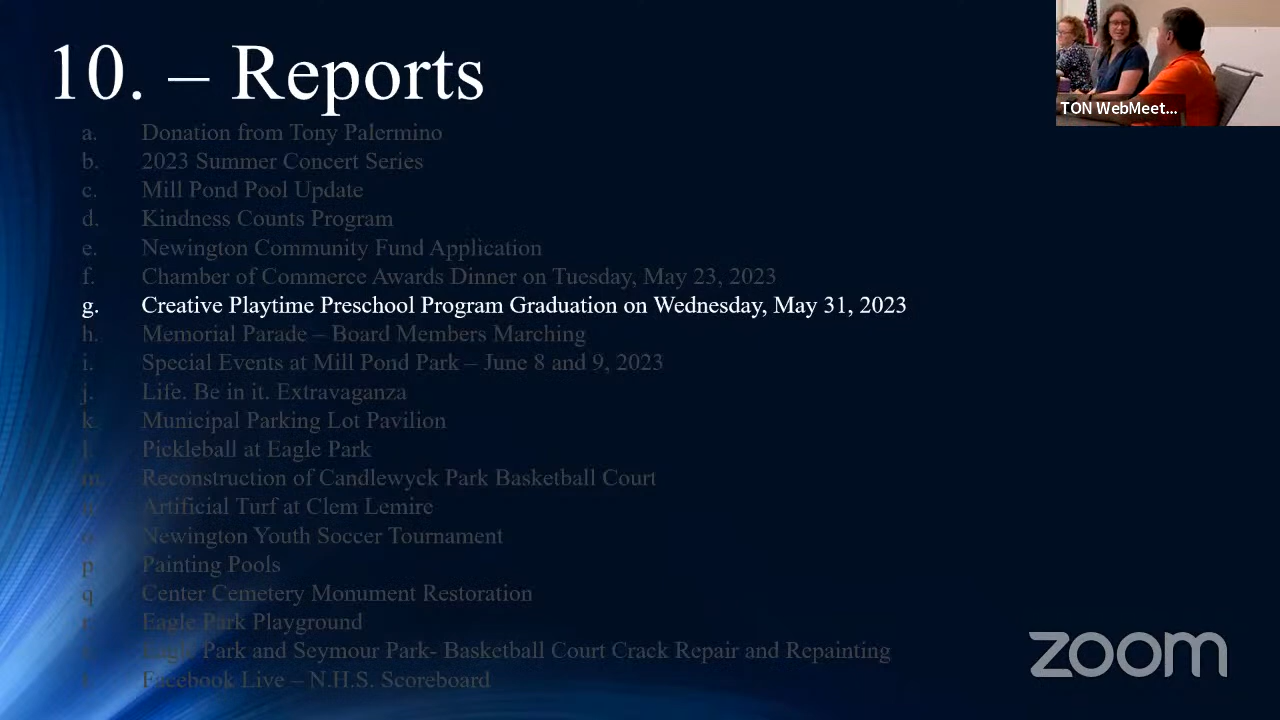 10. – Reports
TON WebMeet...
a. Donation from Tony Palermino
b. 2023 Summer Concert Series
c. Mill Pond Pool Update
d. Kindness Counts Program
e. Newington Community Fund Application
f. Chamber of Commerce Awards Dinner on Tuesday, May 23, 2023
g. Creative Playtime Preschool Program Graduation on Wednesday, May 31, 2023
h. Memorial Parade – Board Members Marching
i. Special Events at Mill Pond Park – June 8 and 9, 2023
j. Life. Be in it. Extravaganza
k. Municipal Parking Lot Pavilion
l. Pickleball at Eagle Park
m. Reconstruction of Candlewyck Park Basketball Court
Artificial Turf at Clem Lemire
o. Newington Youth Soccer Tournament
p. Painting Pools
q Center Cemetery Monument Restoration
r. Eagle Park Playground
Eagle Park and Seymour Park- Basketball Court Crack Repair and Repainting
Facebook Live – N.H.S. Scoreboard
zoom